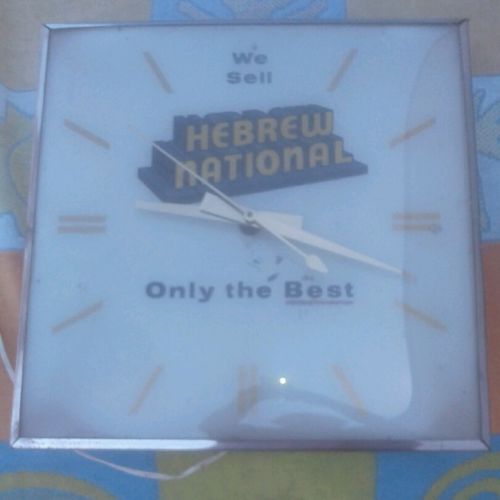 We
Sell
HEBREW
NATIONAL
Only the Best